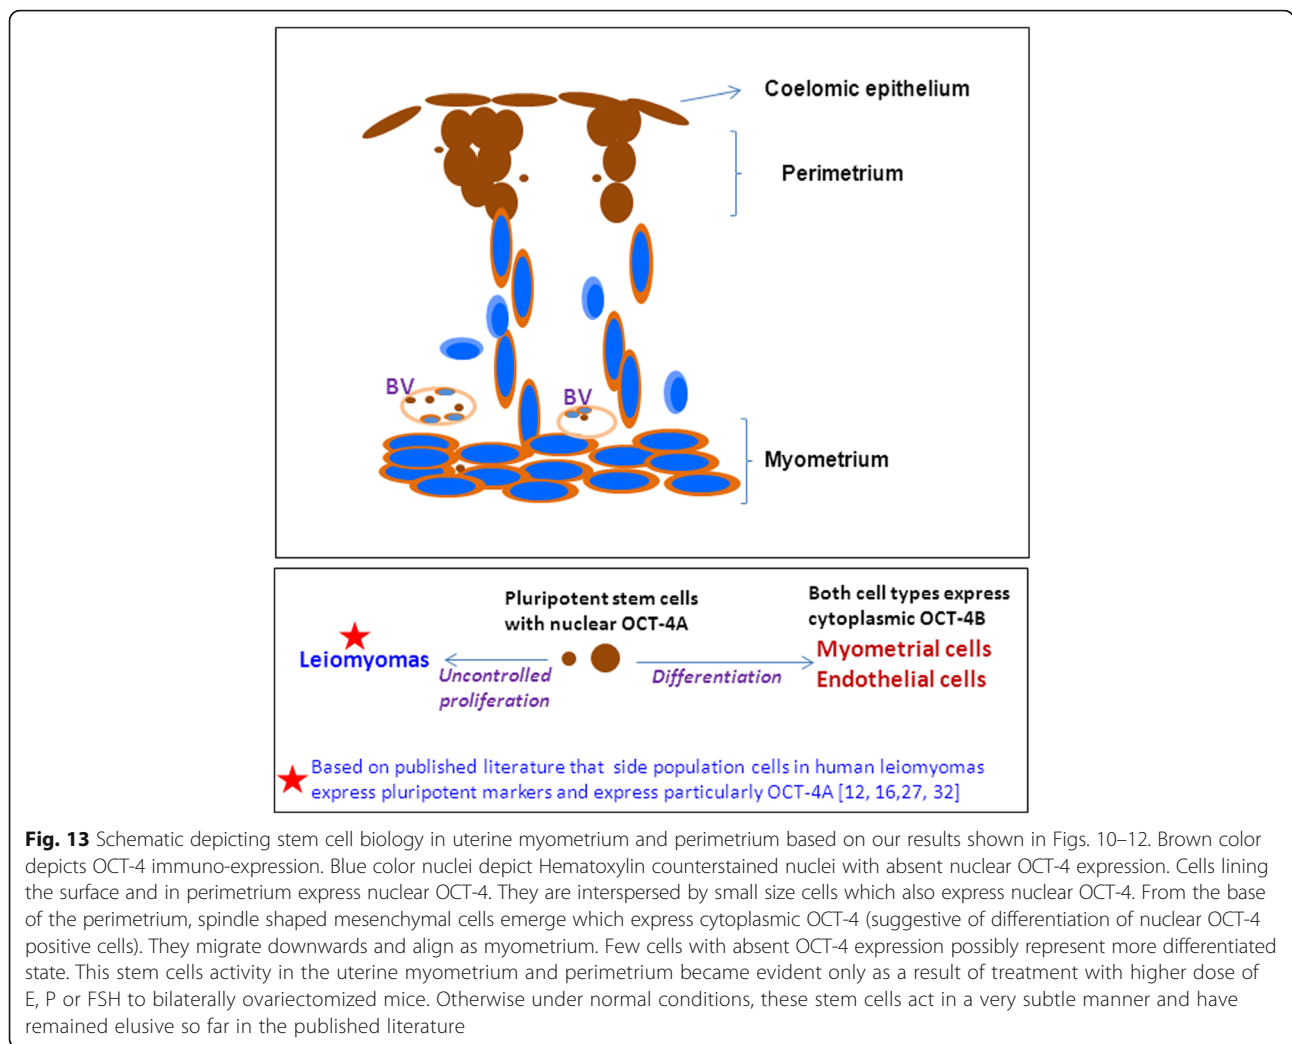 Coelomic epithelium
Perimetrium
BV
BV
Myometrium
Pluripotent stem cells
with nuclear OCT-4A
Both cell types express
cytoplasmic OCT-4B
Leiomyomas
Uncontrolled
proliferation
Differentiation
Myometrial cells
Endothelial cells
Based on published literature that side population cells in human leiomyomas
express pluripotent markers and express particularly OCT-4A [12, 16,27, 32]
Fig. 13 Schematic depicting stem cell biology in uterine myometrium and perimetrium based on our results shown in Figs. 10–12. Brown color
depicts OCT-4 immuno-expression. Blue color nuclei depict Hematoxylin counterstained nuclei with absent nuclear OCT-4 expression. Cells lining
the surface and in perimetrium express nuclear OCT-4. They are interspersed by small size cells which also express nuclear OCT-4. From the base
of the perimetrium, spindle shaped mesenchymal cells emerge which express cytoplasmic OCT-4 (suggestive of differentiation of nuclear OCT-4
positive cells). They migrate downwards and align as myometrium. Few cells with absent OCT-4 expression possibly represent more differentiated
state. This stem cells activity in the uterine myometrium and perimetrium became evident only as a result of treatment with higher dose of
E, P or FSH to bilaterally ovariectomized mice. Otherwise under normal conditions, these stem cells act in a very subtle manner and have
remained elusive so far in the published literature